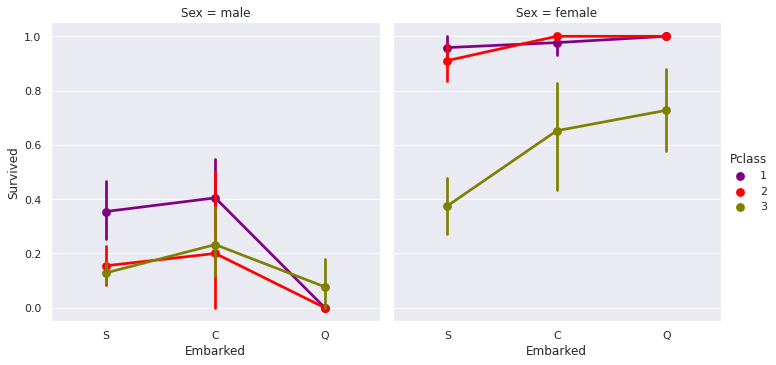 Sex = male
Sex = female
1.0
0.8
0.6
0.4
0.2
0.0
Survived
S C Q
S C Q
Embarked
Embarked
Pclass
1
2
3